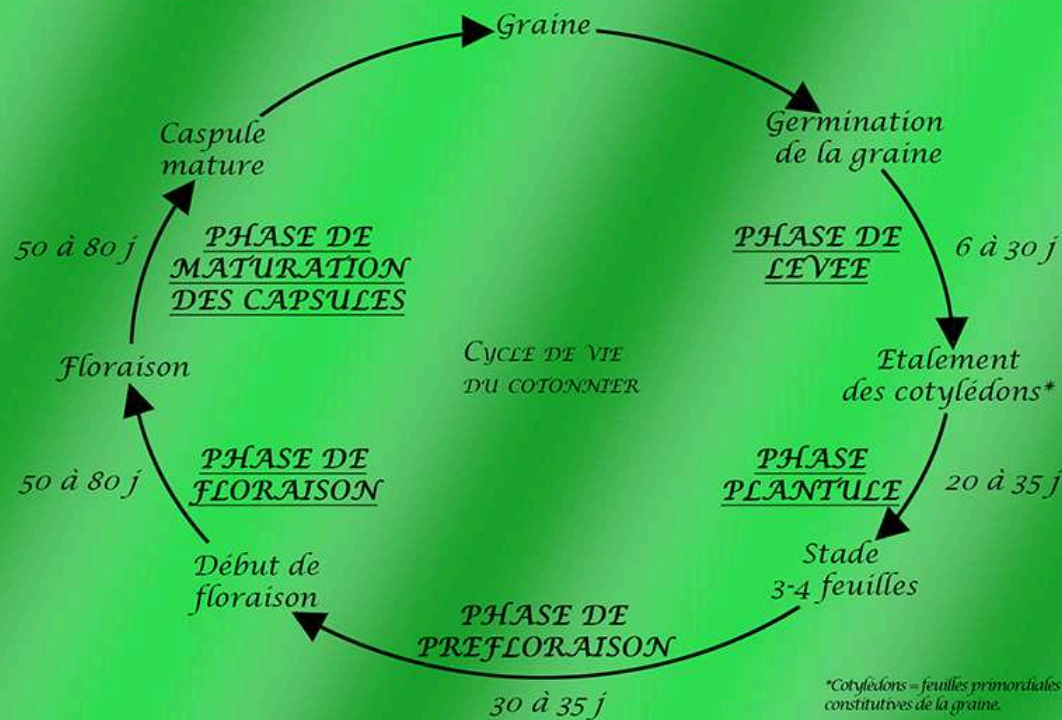 Graine
Germination
de la graine
PHASE DE
LEVEE
6 à 30 j
Etalement
des cotylédons*
PHASE
PLANTULE
20 à 35 j
Stade
3-4 feuilles
PHASE DE
PREFLORAISON
30 à 35 j
Début de
floraison
PHASE DE
FLORAISON
50 à 80 j
Floraison
PHASE DE
MATURATION
DES CAPSULES
50 à 80 j
Caspule
mature
CYCLE DE VIE
DU COTONNIER
*Cotylédons = feuilles primordiales
constitutives de la graine.